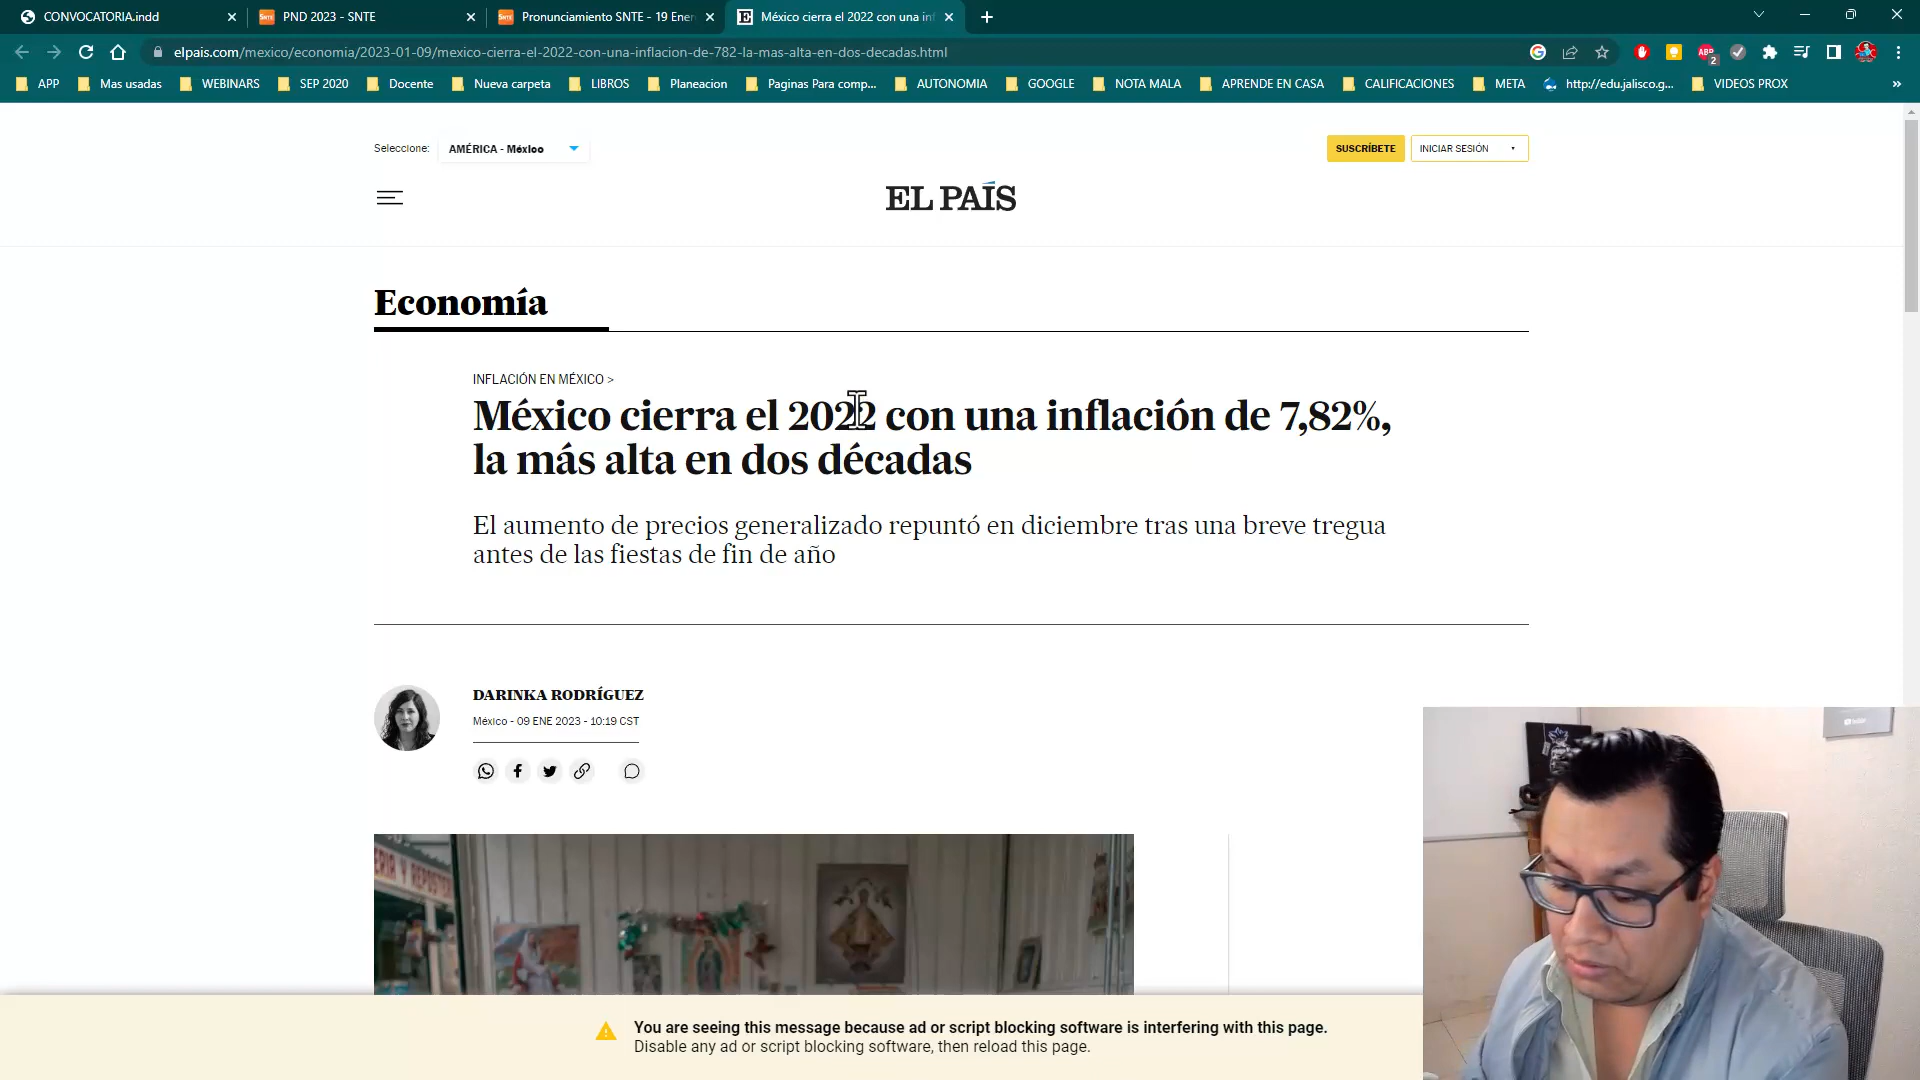 CONVOCATORIA.indd
PND 2023 - SNTE
Pronunciamiento SNTE - 19 Ener
México cierra el 2022 con una inf
elpais.com/mexico/economia/2023-01-09/mexico-cierra-el-2022-con-una-inflacion-de-782-la-mas-alta-en-dos-decadas.html
APP
Mas usadas
WEBINARS
SEP 2020
Docente
Nueva carpeta
LIBROS
Planeacion
Paginas Para comp...
AUTONOMIA
GOOGLE
NOTA MALA
APRENDE EN CASA
CALIFICACIONES
META
http://edu.jalisco.g...
VIDEOS PROX
»
Seleccione:
AMÉRICA - México
SUSCRÍBETE
INICIAR SESIÓN
EL PAÍS
Economía
INFLACIÓN EN MÉXICO >
México cierra el 2022 con una inflación de 7,82%,
la más alta en dos décadas
El aumento de precios generalizado repuntó en diciembre tras una breve tregua
antes de las fiestas de fin de año
DARINKA RODRÍGUEZ
México - 09 ENE 2023 - 10:19 CST
You are seeing this message because ad or script blocking software is interfering with this page.
Disable any ad or script blocking software, then reload this page.